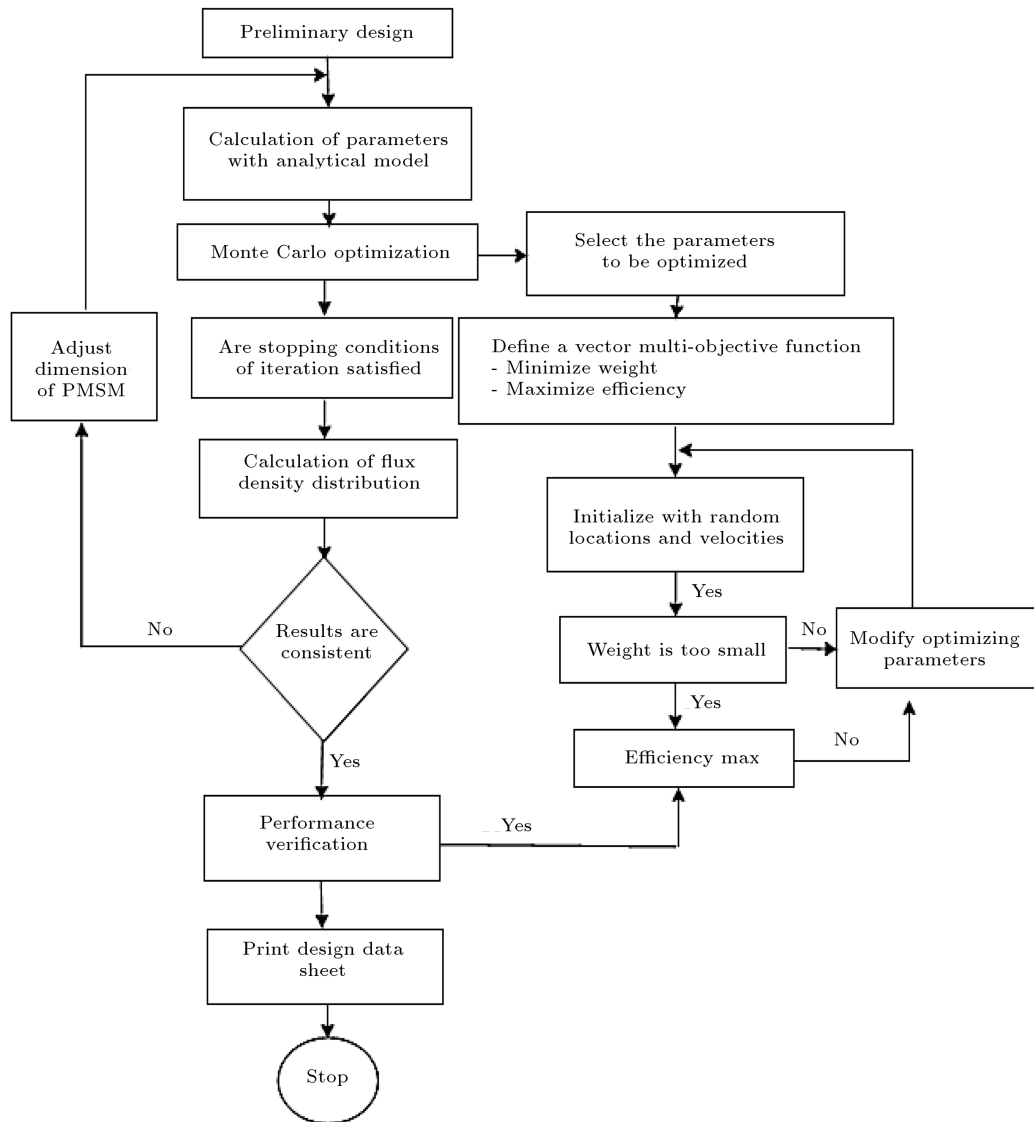 Preliminary design
Calculation of parameters
with analytical model
Monte Carlo optimization
Select the parameters
to be optimized
Adjust
dimension
of PMSM
Are stopping conditions
of iteration satisfied
Define a vector multi-objective function
- Minimize weight
- Maximize efficiency
Calculation of flux
density distribution
Initialize with random
locations and velocities
Yes
No
Results are
consistent
Weight is too small
No
Modify optimizing
parameters
Yes
Efficiency max
No
Yes
Performance
verification
Yes
Print design data
sheet
Stop